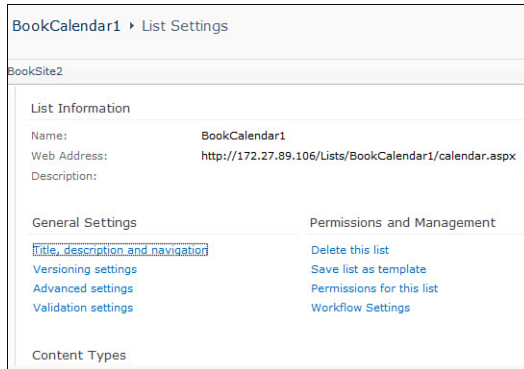 BookCalendar1 ▸ List Settings
BookSite2
List Information
Name: BookCalendar1
Web Address: http://172.27.89.106/Lists/BookCalendar1/calendar.aspx
Description:
General Settings Permissions and Management
Title, description and navigation Delete this list
Versioning settings Save list as template
Advanced settings Permissions for this list
Validation settings Workflow Settings
Content Types